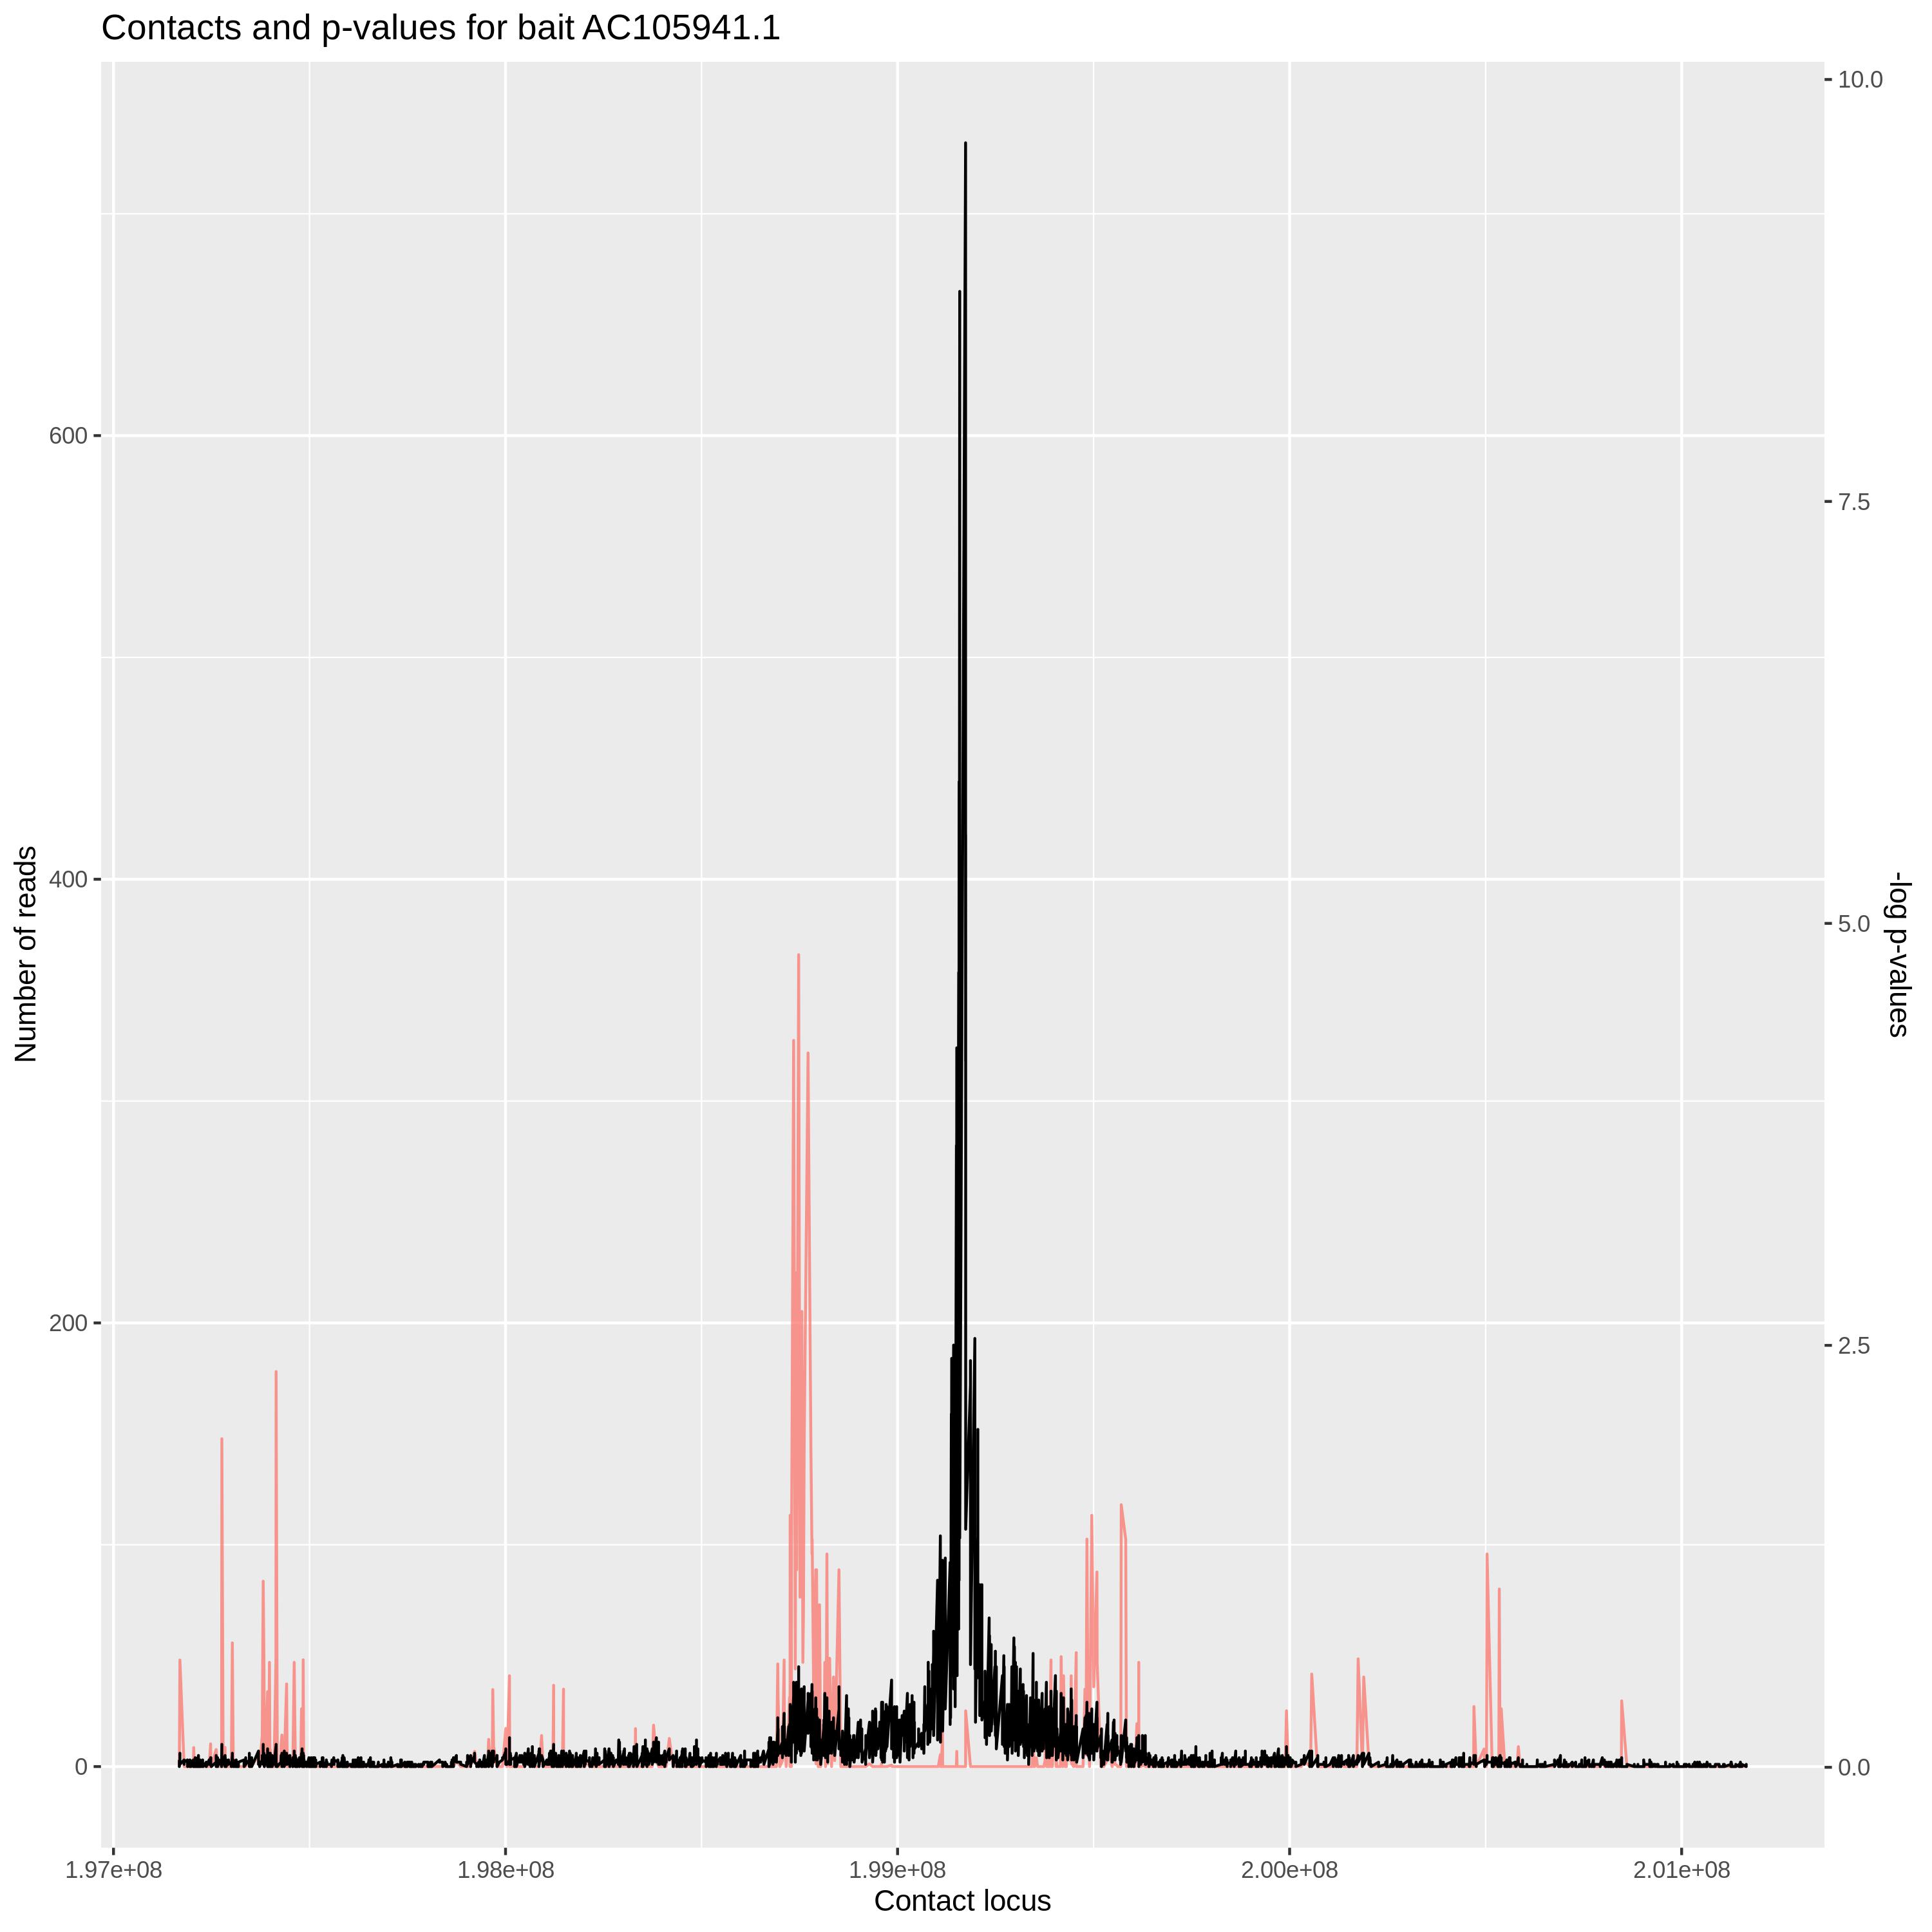 Contacts and p-values for bait AC105941.1
10.0
7.5
5.0
2.5
0.0
600
400
200
0
Number of reads
-log p-values
1.97e+08
1.98e+08
1.99e+08
2.00e+08
2.01e+08
Contact locus